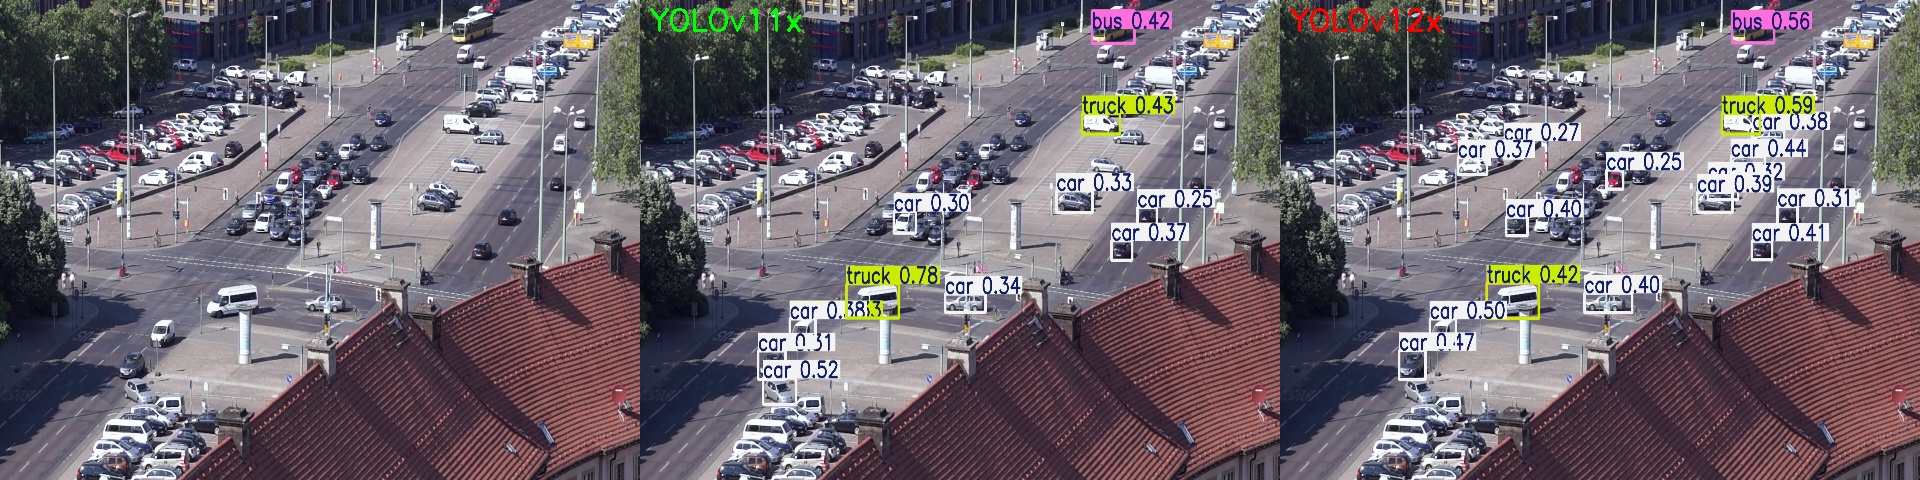 YOLOv11x
bus 0.42
truck 0.43
car 0.33
car 0.25
car 0.30
car 0.37
truck 0.78
car 0.34
car 0.31
car 0.52
YOLOv12x
bus 0.56
truck 0.59
car 0.38
car 0.27
car 0.37
car 0.44
car 0.25
car 0.39
car 0.31
car 0.40
car 0.41
truck 0.42
car 0.40
car 0.50
car 0.47